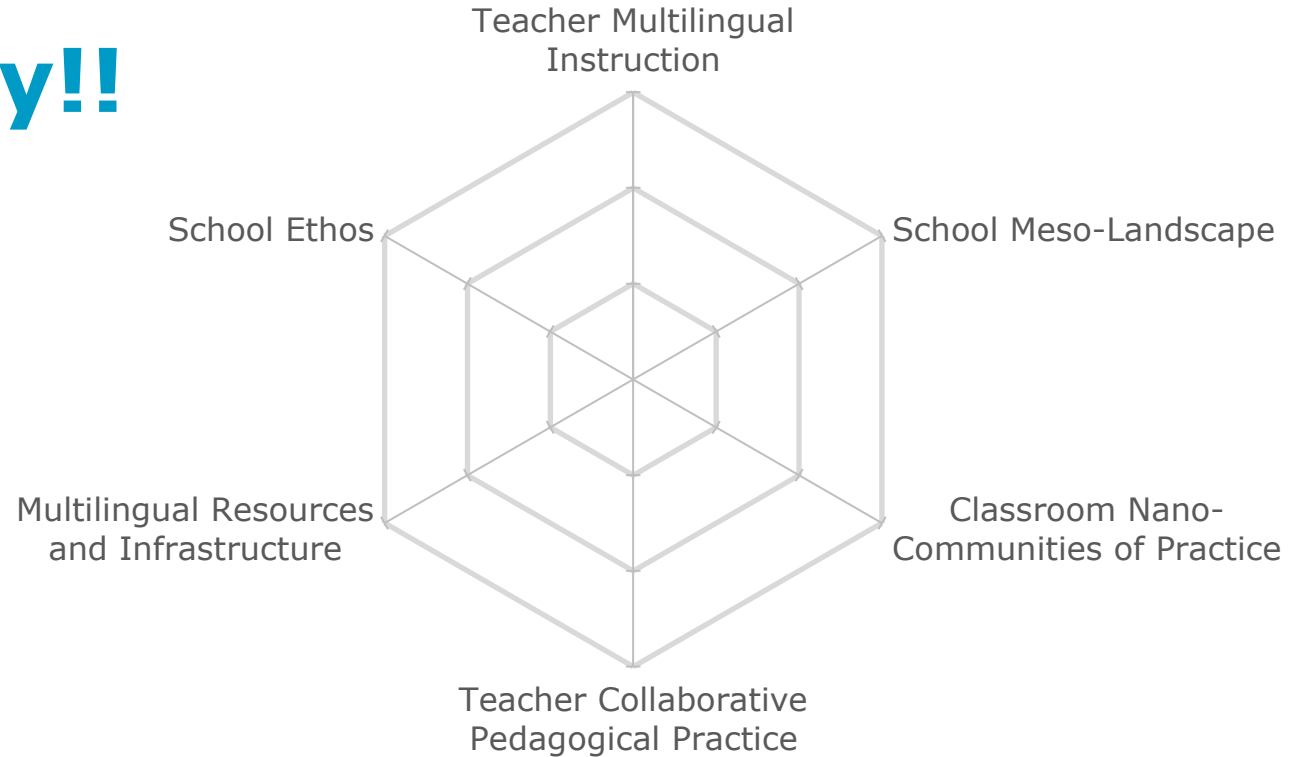 y!!
Teacher Multilingual
Instruction
School Ethos
School Meso-Landscape
Multilingual Resources
and Infrastructure
Classroom Nano-
Communities of Practice
Teacher Collaborative
Pedagogical Practice